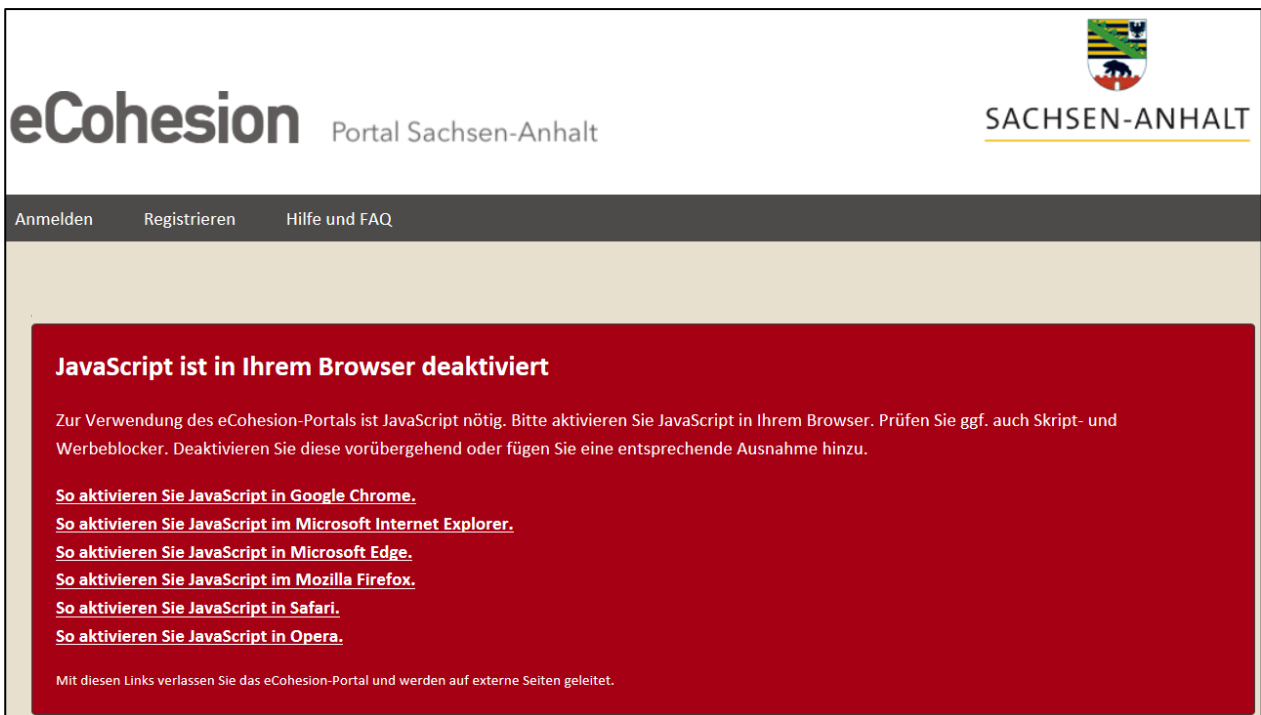 SACHSEN-ANHALT
eCohesion Portal Sachsen-Anhalt
Anmelden Registrieren Hilfe und FAQ
JavaScript ist in Ihrem Browser deaktiviert
Zur Verwendung des eCohesion-Portals ist JavaScript nötig. Bitte aktivieren Sie JavaScript in Ihrem Browser. Prüfen Sie ggf. auch Skript- und
Werbeblocker. Deaktivieren Sie diese vorübergehend oder fügen Sie eine entsprechende Ausnahme hinzu.
So aktivieren Sie JavaScript in Google Chrome.
So aktivieren Sie JavaScript im Microsoft Internet Explorer.
So aktivieren Sie JavaScript in Microsoft Edge.
So aktivieren Sie JavaScript im Mozilla Firefox.
So aktivieren Sie JavaScript in Safari.
So aktivieren Sie JavaScript in Opera.
Mit diesen Links verlassen Sie das eCohesion-Portal und werden auf externe Seiten geleitet.